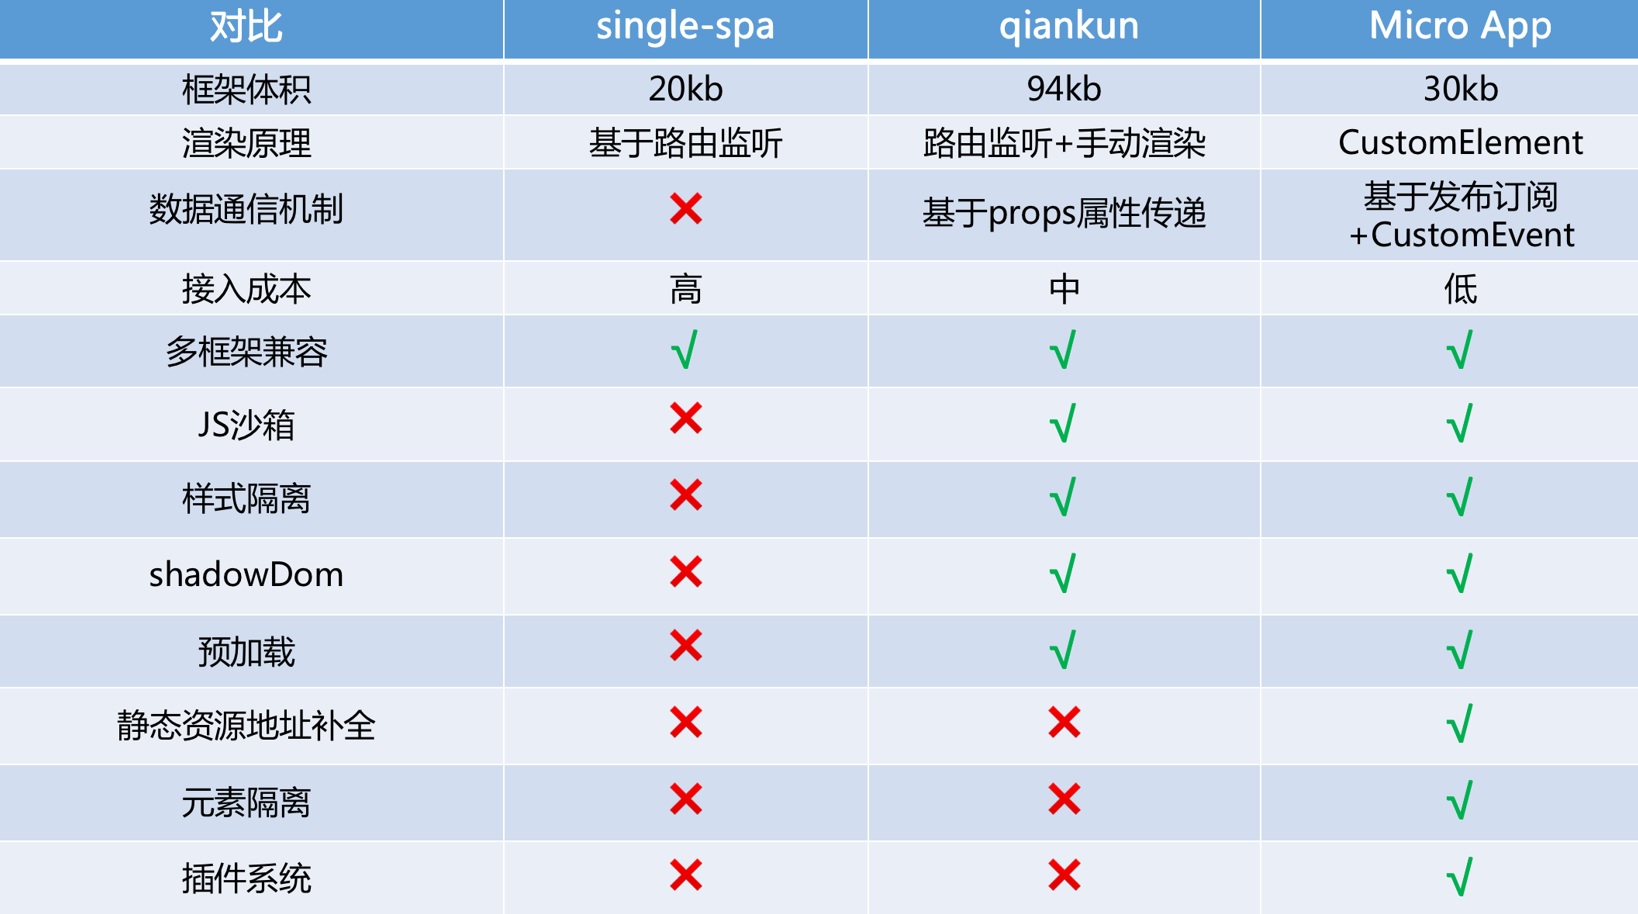 对比 single-spa qiankun Micro App
框架体积 20kb 94kb 30kb
渲染原理 基于路由监听 路由监听+手动渲染 CustomElement
数据通信机制 ❌ 基于props属性传递 基于发布订阅
+CustomEvent
接入成本 高 中 低
多框架兼容 √ √ √
JS沙箱 ❌ √ √
样式隔离 ❌ √ √
shadowDom ❌ √ √
预加载 ❌ √ √
静态资源地址补全 ❌ ❌ √
元素隔离 ❌ ❌ √
插件系统 ❌ ❌ √